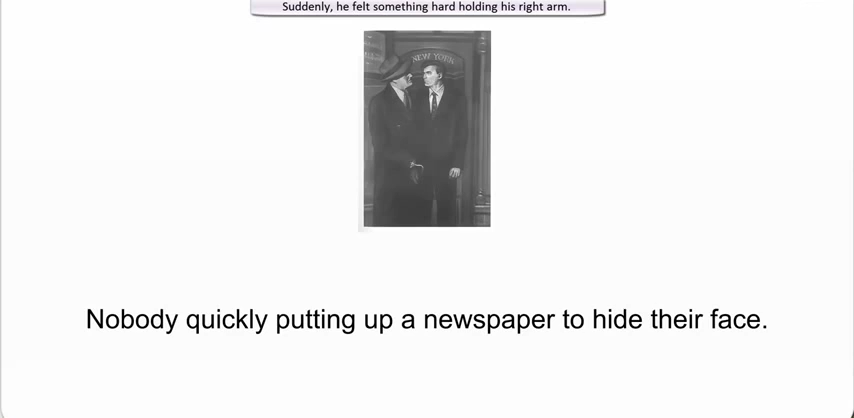 Suddenly, he felt something hard holding his right arm.
NEW YORK
Nobody quickly putting up a newspaper to hide their face.